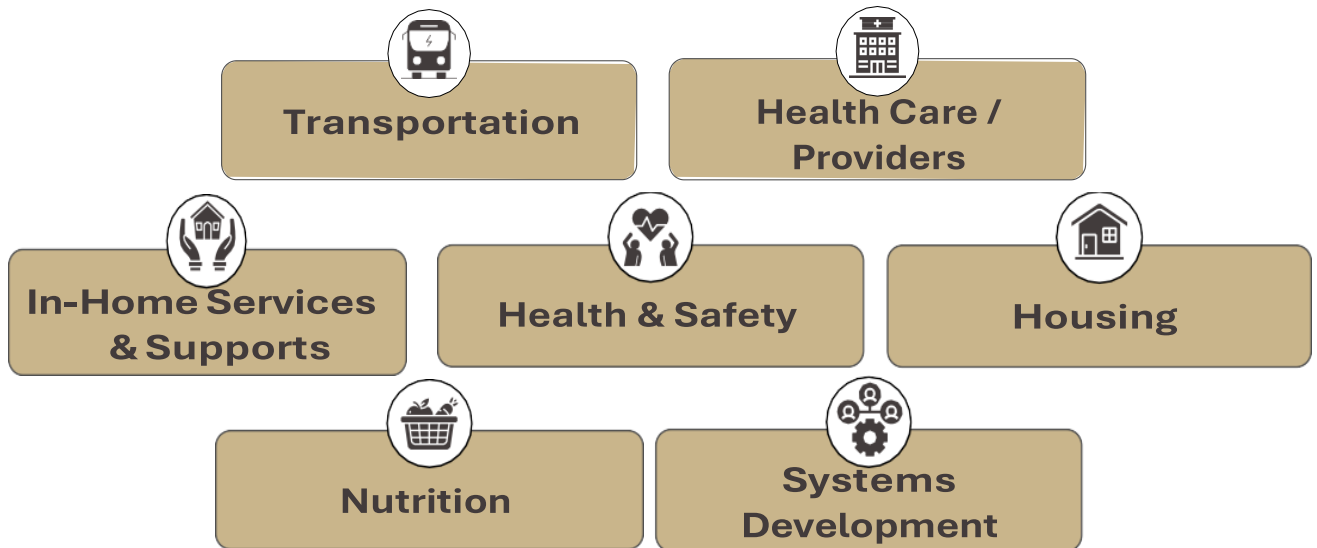 Transportation
Health Care /
Providers
In-Home Services
& Supports
Health & Safety
Housing
Nutrition
Systems
Development